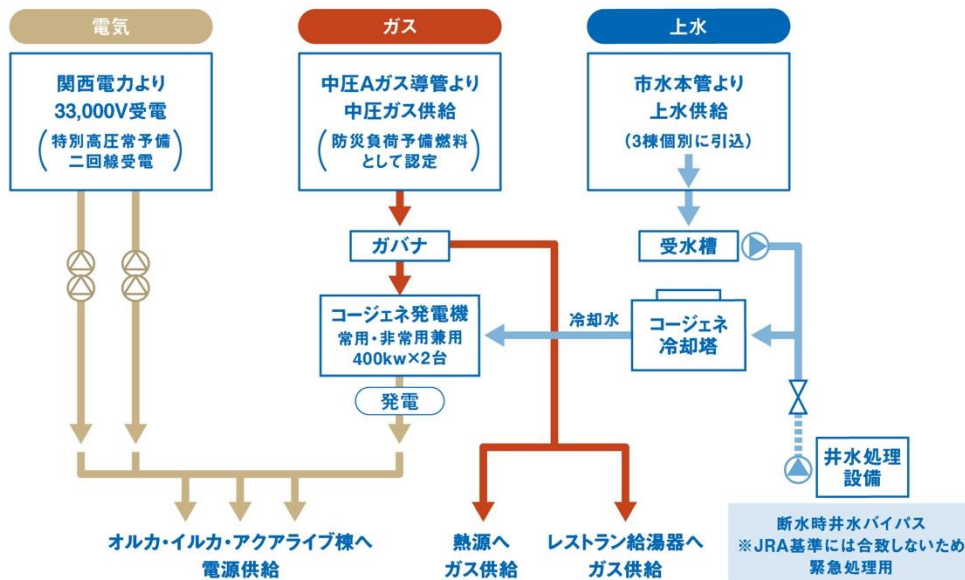 電気
ガス
上水
関西電力より
33,000V受電
(特別高圧常予備
二回線受電)
中圧Aガス導管より
中圧ガス供給
(防災負荷予備燃料
として認定)
市水本管より
上水供給
(3棟個別に引込)
ガバナ
受水槽
コージェネ発電機
常用・非常用兼用
400kw×2台
冷却水
コージェネ
冷却塔
発電
井水処理
設備
オルカ・イルカ・アクアライブ棟へ
電源供給
熱源へ
ガス供給
レストラン給湯器へ
ガス供給
断水時井水バイパス
※JRA基準には合致しないため
緊急処理用